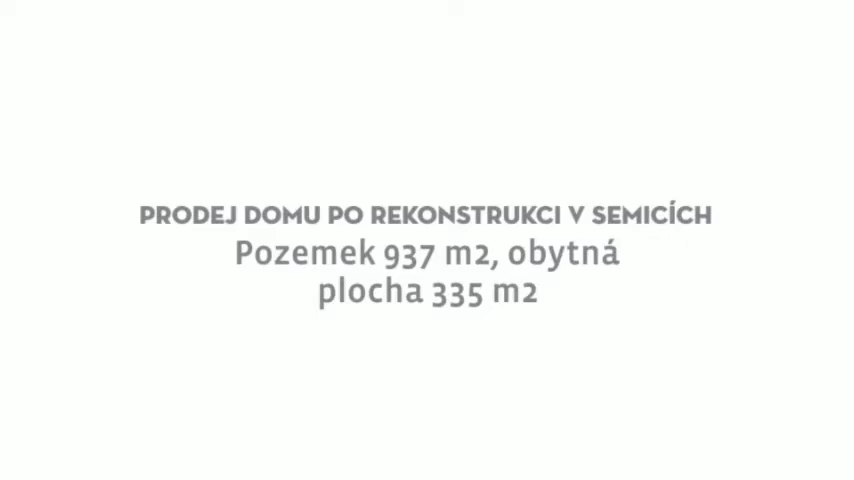 PRODEJ DOMU PO REKONSTRUKCI V SEMICÍCH
Pozemek 937 m2, obytná
plocha 335 m2